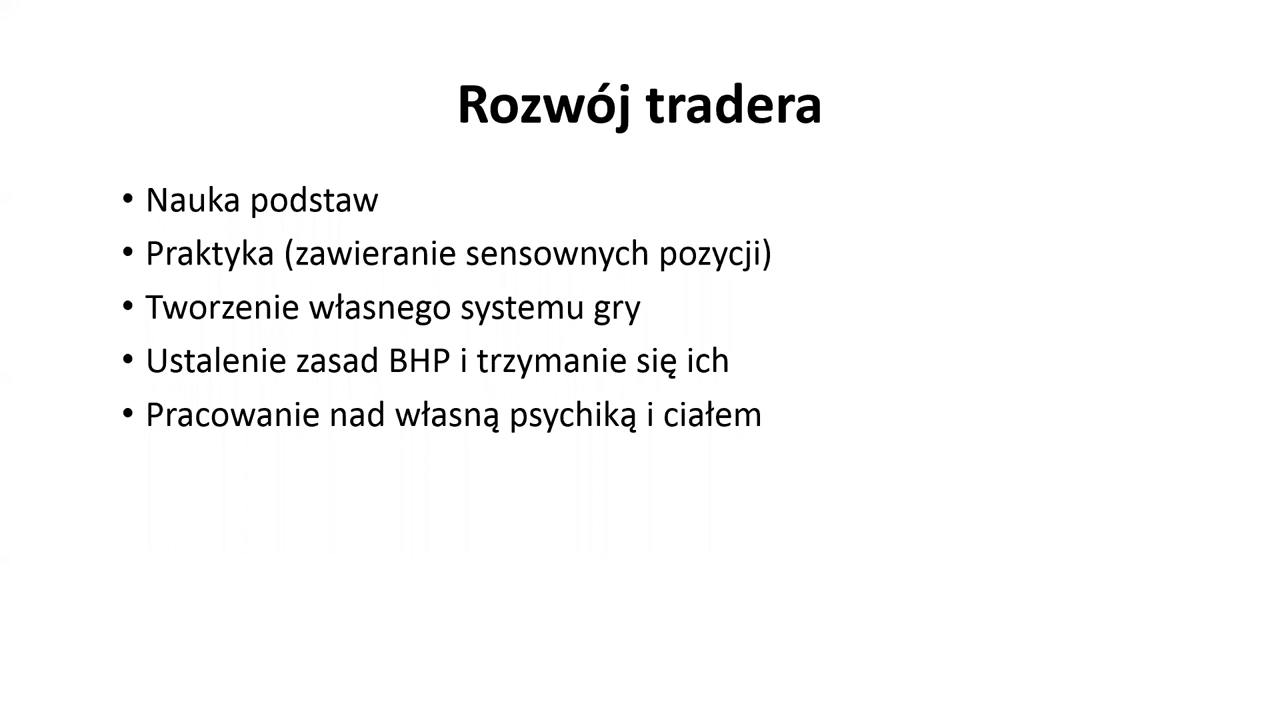 Rozwój tradera
• Nauka podstaw
• Praktyka (zawieranie sensownych pozycji)
• Tworzenie własnego systemu gry
• Ustalenie zasad BHP i trzymanie się ich
• Pracowanie nad własną psychiką i ciałem